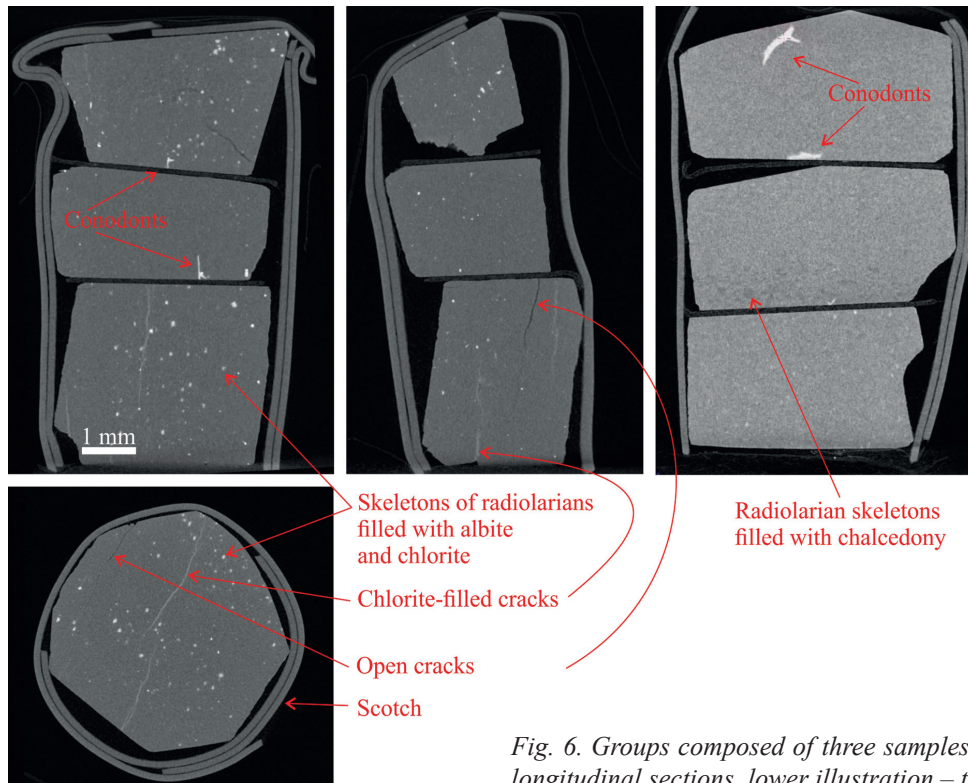 Conodonts
Conodonts
1 mm
Skeletons of radiolarians
filled with albite
and chlorite
Radiolarian skeletons
filled with chalcedony
Chlorite-filled cracks
Open cracks
Scotch
Fig. 6. Groups composed of three samples
longitudinal sections, lower illustration – t